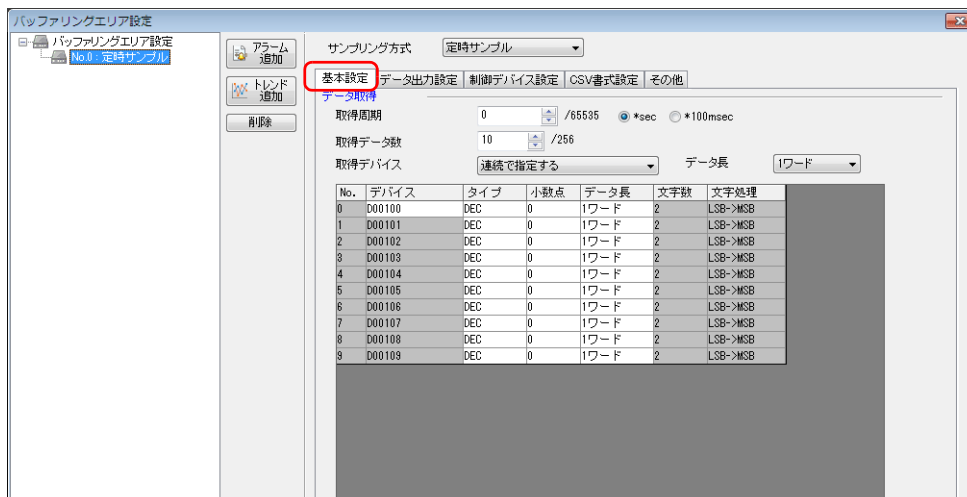 バッファリングエリア設定
バッファリングエリア設定
No.0：定時サンプル
アラーム
追加
トレンド
追加
削除
サンプリング方式 定時サンプル
基本設定 データ出力設定 制御デバイス設定 CSV書式設定 その他
データ取得
取得周期 0 /65535 *sec *100msec
取得データ数 10 /256
取得デバイス 連続で指定する データ長 1ワード
No. デバイス タイプ 小数点 データ長 文字数 文字処理
0 D00100 DEC 0 1ワード 2 LSB->MSB
1 D00101 DEC 0 1ワード 2 LSB->MSB
2 D00102 DEC 0 1ワード 2 LSB->MSB
3 D00103 DEC 0 1ワード 2 LSB->MSB
4 D00104 DEC 0 1ワード 2 LSB->MSB
5 D00105 DEC 0 1ワード 2 LSB->MSB
6 D00106 DEC 0 1ワード 2 LSB->MSB
7 D00107 DEC 0 1ワード 2 LSB->MSB
8 D00108 DEC 0 1ワード 2 LSB->MSB
9 D00109 DEC 0 1ワード 2 LSB->MSB